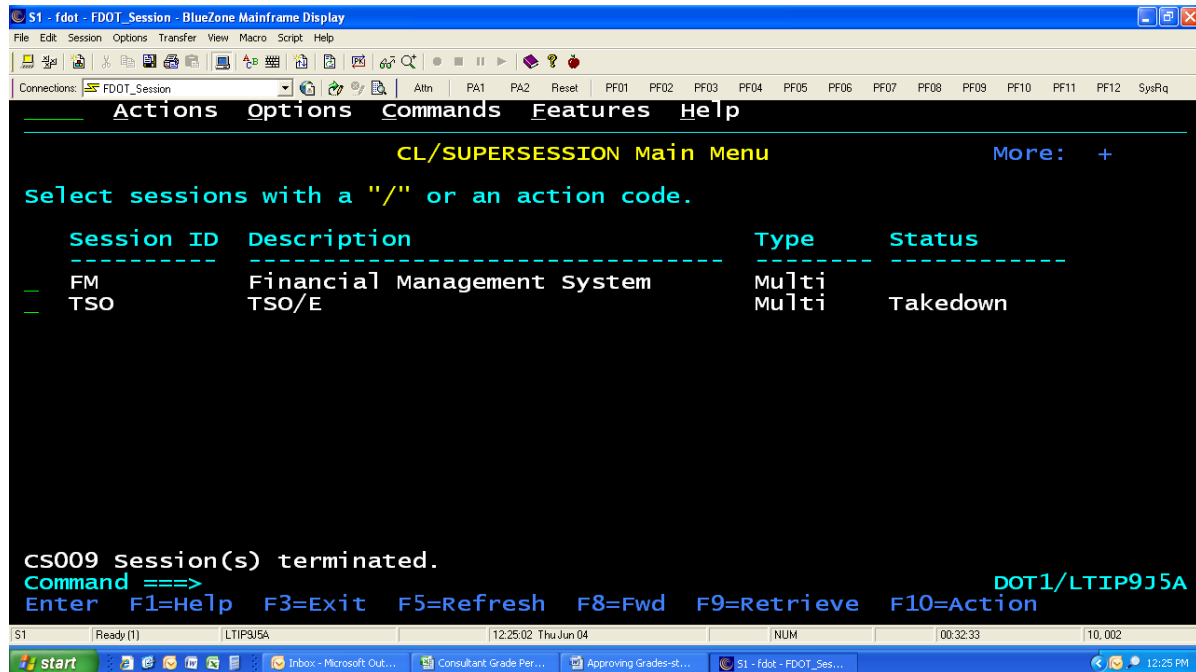 S1 - fdot - FDOT_Session - BlueZone Mainframe Display
File Edit Session Options Transfer View Macro Script Help
Connections: FDOT_Session Attn PA1 PA2 Reset PF01 PF02 PF03 PF04 PF05 PF06 PF07 PF08 PF09 PF10 PF11 PF12 SysRq
Actions Options Commands Features Help
CL/SUPERSESSION Main Menu More: +
Select sessions with a "/" or an action code.
Session ID Description Type Status
---------- -------------------------------- -------- ------------
_ FM Financial Management System Multi
_ TSO TSO/E Multi Takedown
CS009 Session(s) terminated.
Command ===> DOT1/LTIP9J5A
Enter F1=Help F3=Exit F5=Refresh F8=Fwd F9=Retrieve F10=Action
S1 Ready (1) LTIP9J5A 12:25:02 Thu Jun 04 NUM 00:32:33 10, 002
start Inbox - Microsoft Out... Consultant Grade Per... Approving Grades-st... S1 - fdot - FDOT_Ses... 12:25 PM